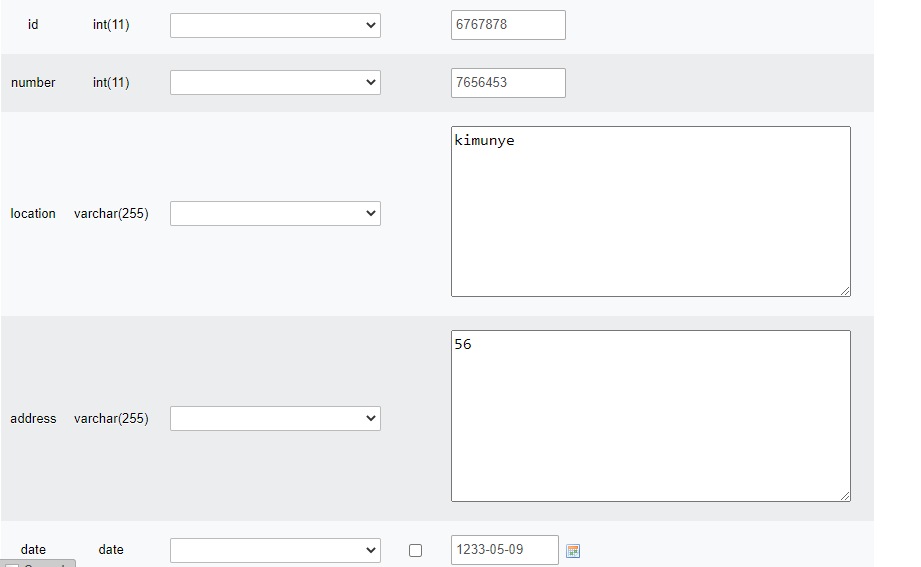 id int(11) 6767878
number int(11) 7656453
location varchar(255) kimunye
address varchar(255) 56
date date 1233-05-09